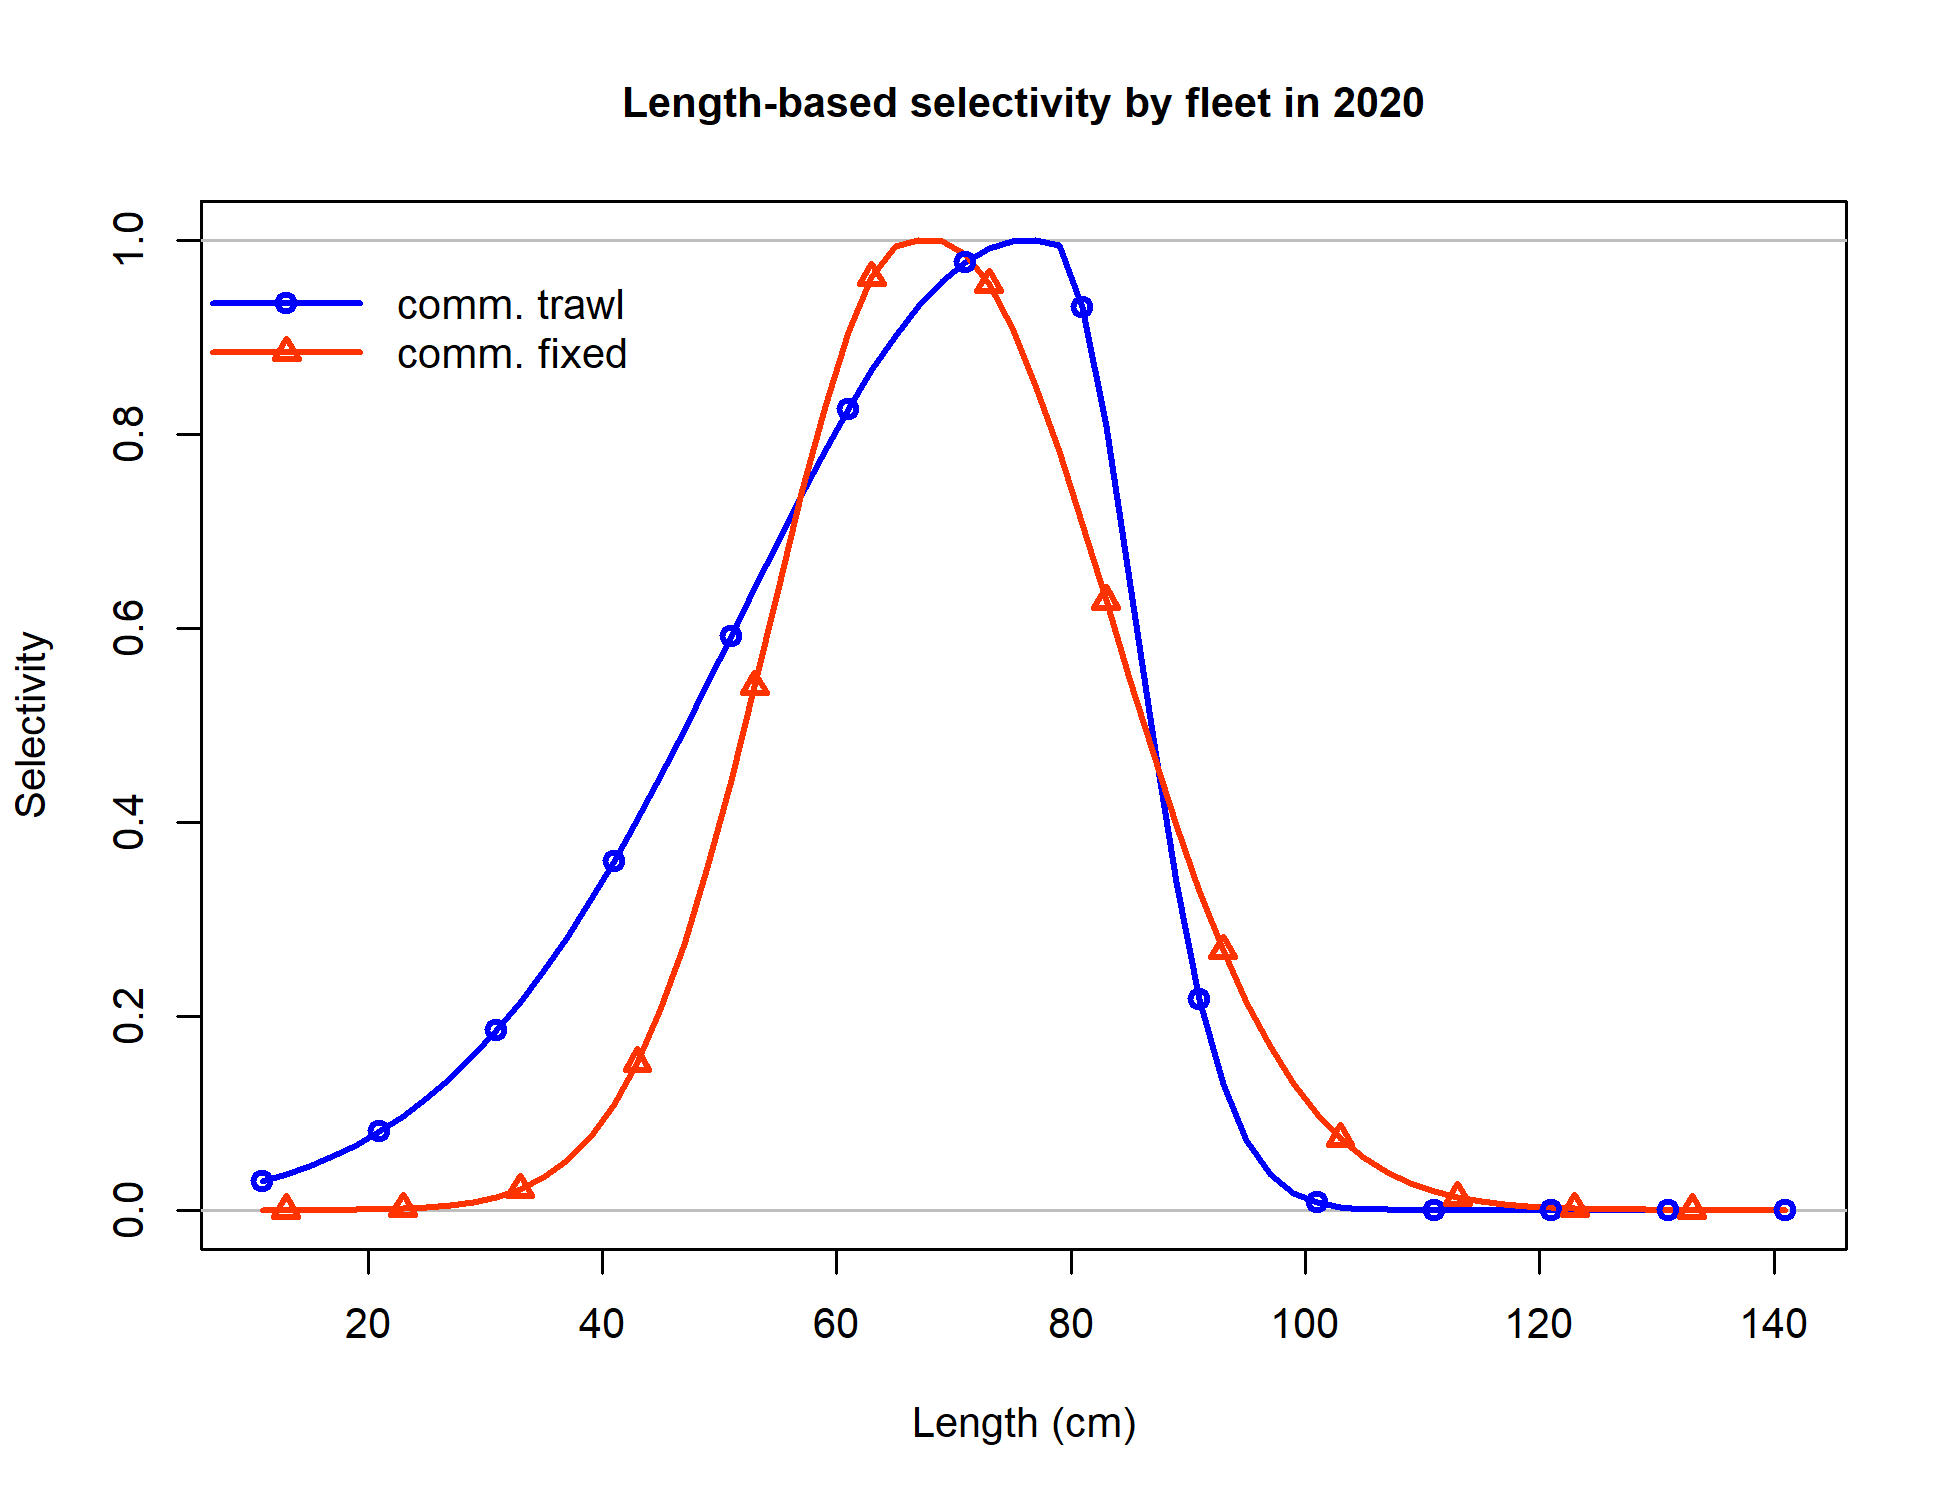 Length-based selectivity by fleet in 2020
comm. trawl
comm. fixed
Selectivity
1.0
0.8
0.6
0.4
0.2
0.0
20 40 60 80 100 120 140
Length (cm)